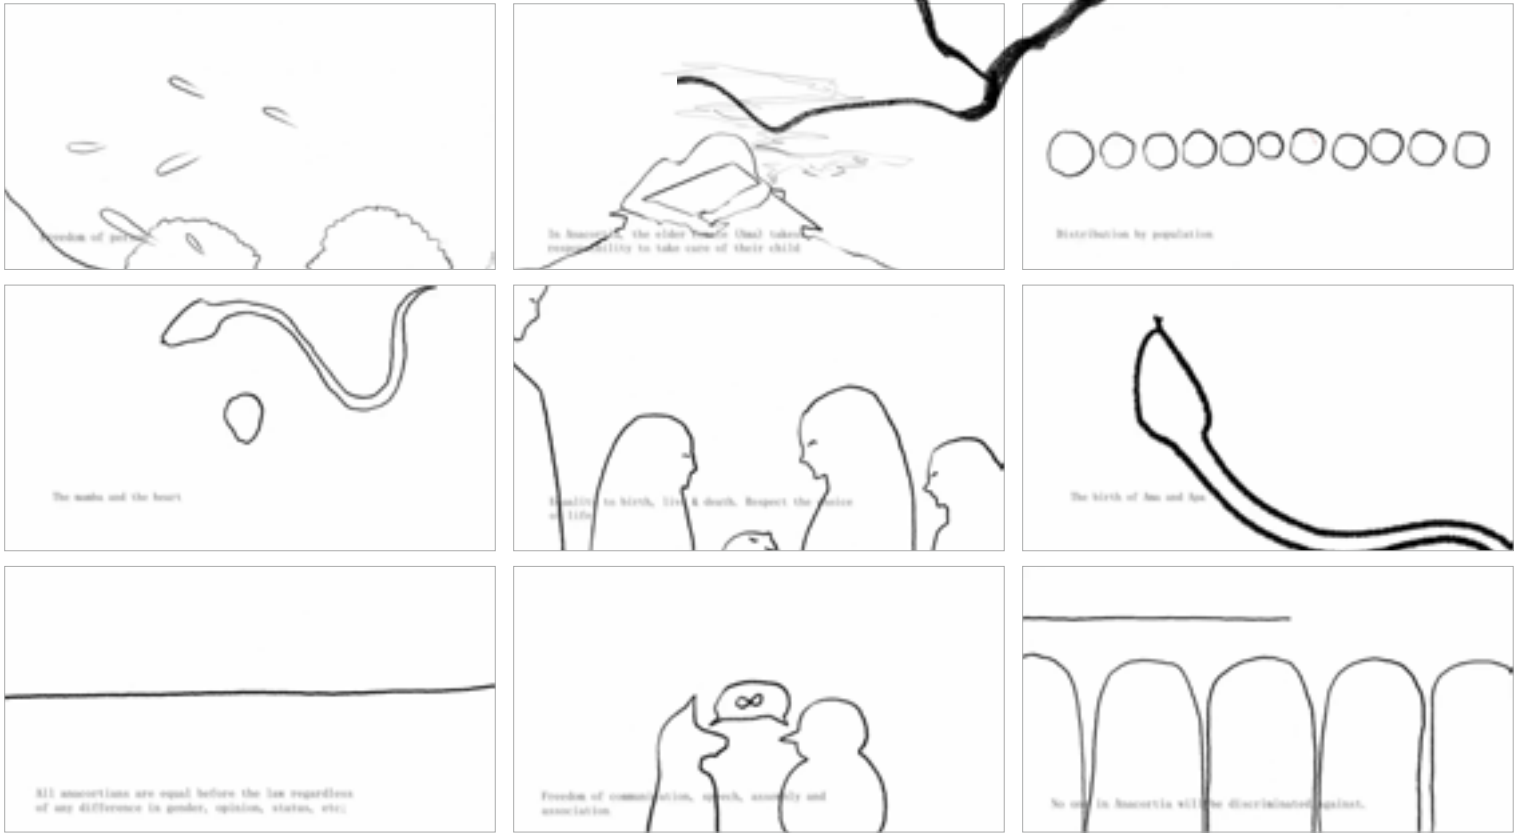 Freedom of
In Anacortia, the elder female (Ama) takes
responsibility to take care of their child
Distribution by population
The mamba and the heart
Equality to birth, live & death. Respect the choice
of life
The birth of Ama and Apa
All anacortians are equal before the law regardless
of any difference in gender, opinion, status, etc;
Freedom of communication, speech, assembly and
association
No one in Anacortia will be discriminated against.